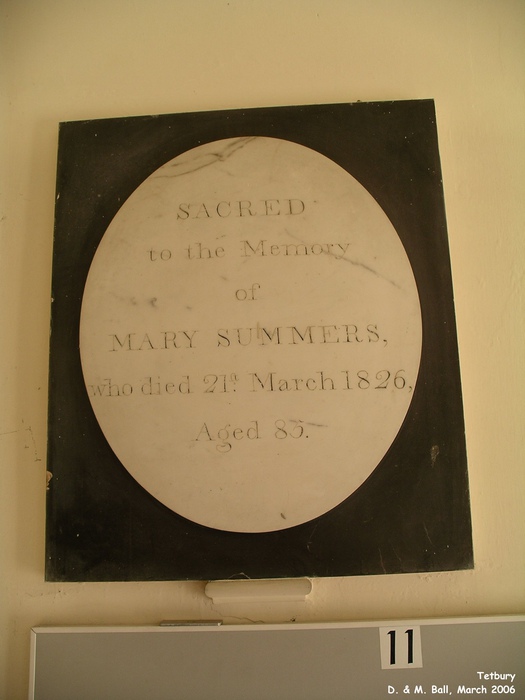 SACRED
to the Memory
of
MARY SUMMERS,
who died 21st March 1826,
Aged 85.
11
Tetbury
D. & M. Ball, March 2006